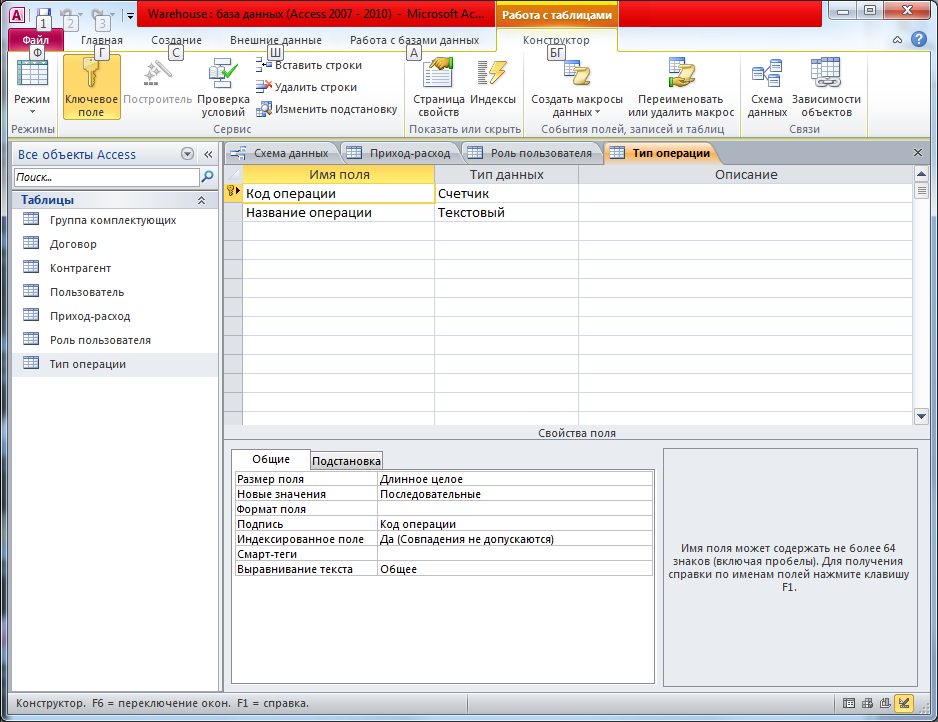 Warehouse : база данных (Access 2007 - 2010) - Microsoft Ac...
Работа с таблицами
1
2
3
Файл
Главная
Создание
Внешние данные
Работа с базами данных
Конструктор
Ф
Г
С
Ш
А
БГ
Режим
Ключевое поле
Построитель
Проверка условий
Вставить строки
Удалить строки
Изменить подстановку
Страница свойств
Индексы
Создать макросы данных
Переименовать или удалить макрос
Схема данных
Зависимости объектов
Режимы
Сервис
Показать или скрыть
События полей, записей и таблиц
Связи
Все объекты Access
Поиск...
Таблицы
Группа комплектующих
Договор
Контрагент
Пользователь
Приход-расход
Роль пользователя
Тип операции
Схема данных
Приход-расход
Роль пользователя
Тип операции
Имя поля
Тип данных
Описание
Код операции
Счетчик
Название операции
Текстовый
Свойства поля
Общие
Подстановка
Размер поля
Длинное целое
Новые значения
Последовательные
Формат поля
Подпись
Код операции
Индексированное поле
Да (Совпадения не допускаются)
Смарт-теги
Выравнивание текста
Общее
Имя поля может содержать не более 64
знаков (включая пробелы). Для получения
справки по именам полей нажмите клавишу
F1.
Конструктор. F6 = переключение окон. F1 = справка.